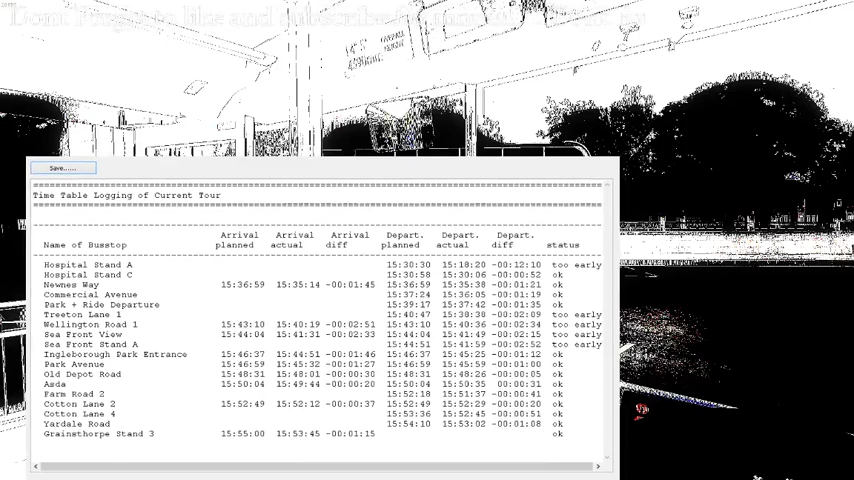 Dont Forget to like and subscribe for
Save......
Time Table Logging of Current Tour
Arrival Arrival Arrival Depart. Depart. Depart.
Name of Busstop planned actual diff planned actual diff status
Hospital Stand A 15:30:30 15:18:20 -00:12:10 too early
Hospital Stand C 15:30:58 15:30:06 -00:00:52 ok
Newnes Way 15:36:59 15:35:14 -00:01:45 15:36:59 15:35:38 -00:01:21 ok
Commercial Avenue 15:37:24 15:36:05 -00:01:19 ok
Park + Ride Departure 15:39:17 15:37:42 -00:01:35 ok
Treeton Lane 1 15:40:47 15:38:38 -00:02:09 too early
Wellington Road 1 15:43:10 15:40:19 -00:02:51 15:43:10 15:40:36 -00:02:34 ok
Sea Front View 15:44:04 15:41:31 -00:02:33 15:44:04 15:41:49 -00:02:15 too early
Sea Front Stand A 15:44:51 15:41:59 -00:02:52 too early
Ingleborough Park Entrance 15:46:37 15:44:51 -00:01:46 15:46:37 15:45:25 -00:01:12 ok
Park Avenue 15:46:59 15:45:32 -00:01:27 15:46:59 15:45:59 -00:01:00 ok
Old Depot Road 15:48:31 15:48:01 -00:00:30 15:48:31 15:48:26 -00:00:05 ok
Asda 15:50:04 15:49:44 -00:00:20 15:50:04 15:50:35 00:00:31 ok
Farm Road 2 15:52:18 15:51:37 -00:00:41 ok
Cotton Lane 2 15:52:49 15:52:12 -00:00:37 15:52:49 15:52:29 -00:00:20 ok
Cotton Lane 4 15:53:36 15:52:45 -00:00:51 ok
Yardale Road 15:54:10 15:53:02 -00:01:08 ok
Grainsthorpe Stand 3 15:55:00 15:53:45 -00:01:15 ok